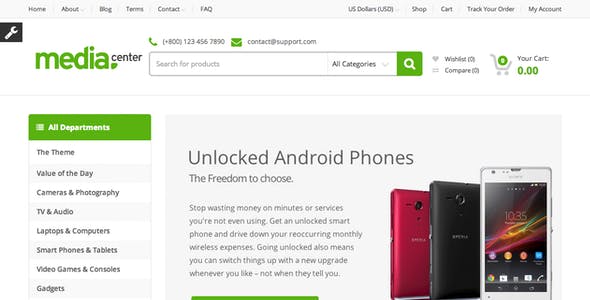 Home About Blog Terms Contact FAQ US Dollars (USD) Shop Cart Track Your Order My Account
(+800) 123 456 7890 contact@support.com
media center
Search for products All Categories
Wishlist (0)
Compare (0)
0
Your Cart:
0.00
All Departments
The Theme
Value of the Day
Cameras & Photography
TV & Audio
Laptops & Computers
Smart Phones & Tablets
Video Games & Consoles
Gadgets
Unlocked Android Phones
The Freedom to choose.
Stop wasting money on minutes or services
you're not even using. Get an unlocked smart
phone and drive down your reoccurring monthly
wireless expenses. Going unlocked also means
you can switch things up with a new upgrade
whenever you like – not when they tell you.
XPERIA
XPERIA
SONY